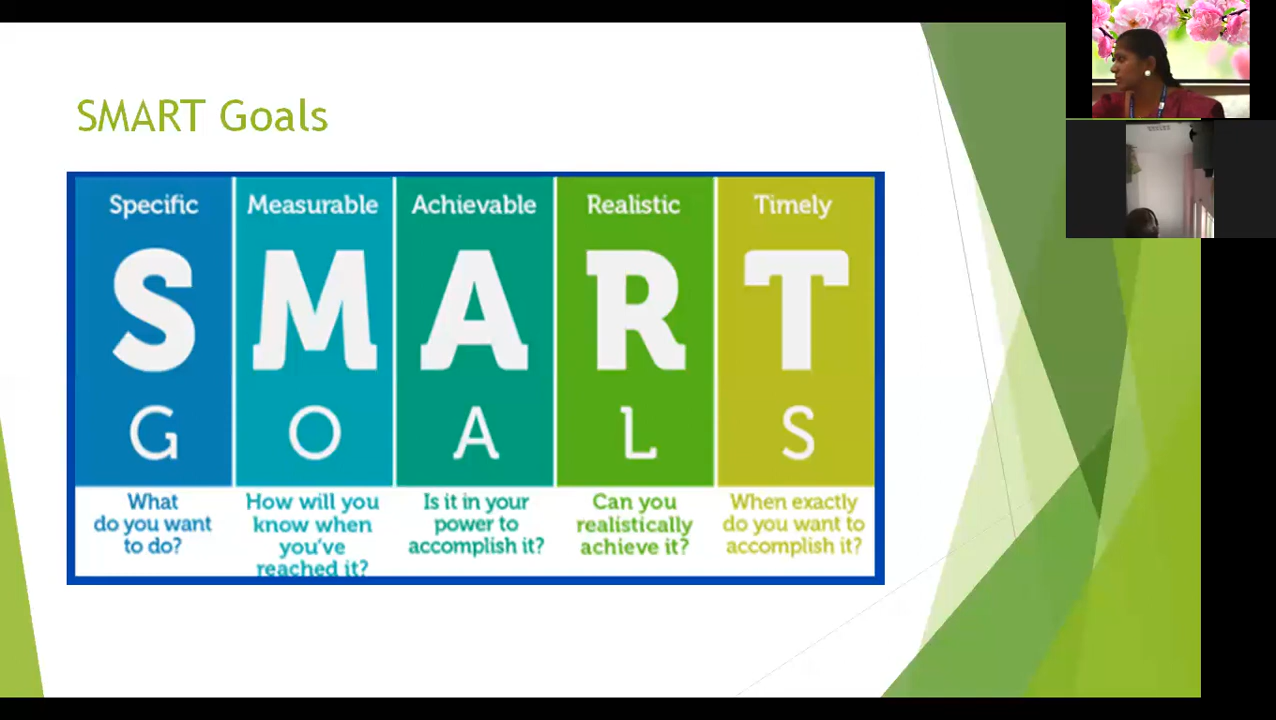 SMART Goals
Specific
Measurable
Achievable
Realistic
Timely
S M A R T
G O A L S
What
do you want
to do?
How will you
know when
you've
reached it?
Is it in your
power to
accomplish it?
Can you
realistically
achieve it?
When exactly
do you want to
accomplish it?